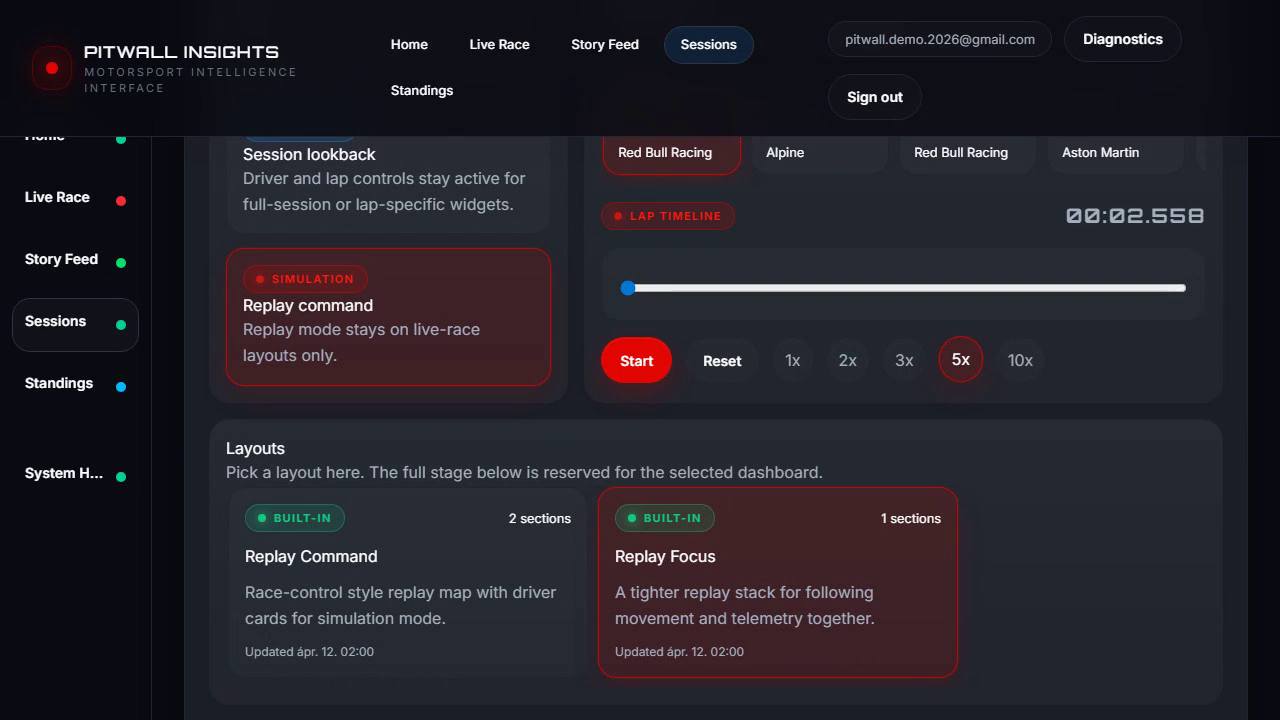 PITWALL INSIGHTS
MOTORSPORT INTELLIGENCE
INTERFACE
Home
Live Race
Story Feed
Sessions
Standings
pitwall.demo.2026@gmail.com
Diagnostics
Sign out
Home
Live Race
Story Feed
Sessions
Standings
System H...
Session lookback
Driver and lap controls stay active for
full-session or lap-specific widgets.
SIMULATION
Replay command
Replay mode stays on live-race
layouts only.
Red Bull Racing
Alpine
Red Bull Racing
Aston Martin
LAP TIMELINE
00:02.558
Start
Reset
1x
2x
3x
5x
10x
Layouts
Pick a layout here. The full stage below is reserved for the selected dashboard.
BUILT-IN
2 sections
Replay Command
Race-control style replay map with driver
cards for simulation mode.
Updated ápr. 12. 02:00
BUILT-IN
1 sections
Replay Focus
A tighter replay stack for following
movement and telemetry together.
Updated ápr. 12. 02:00